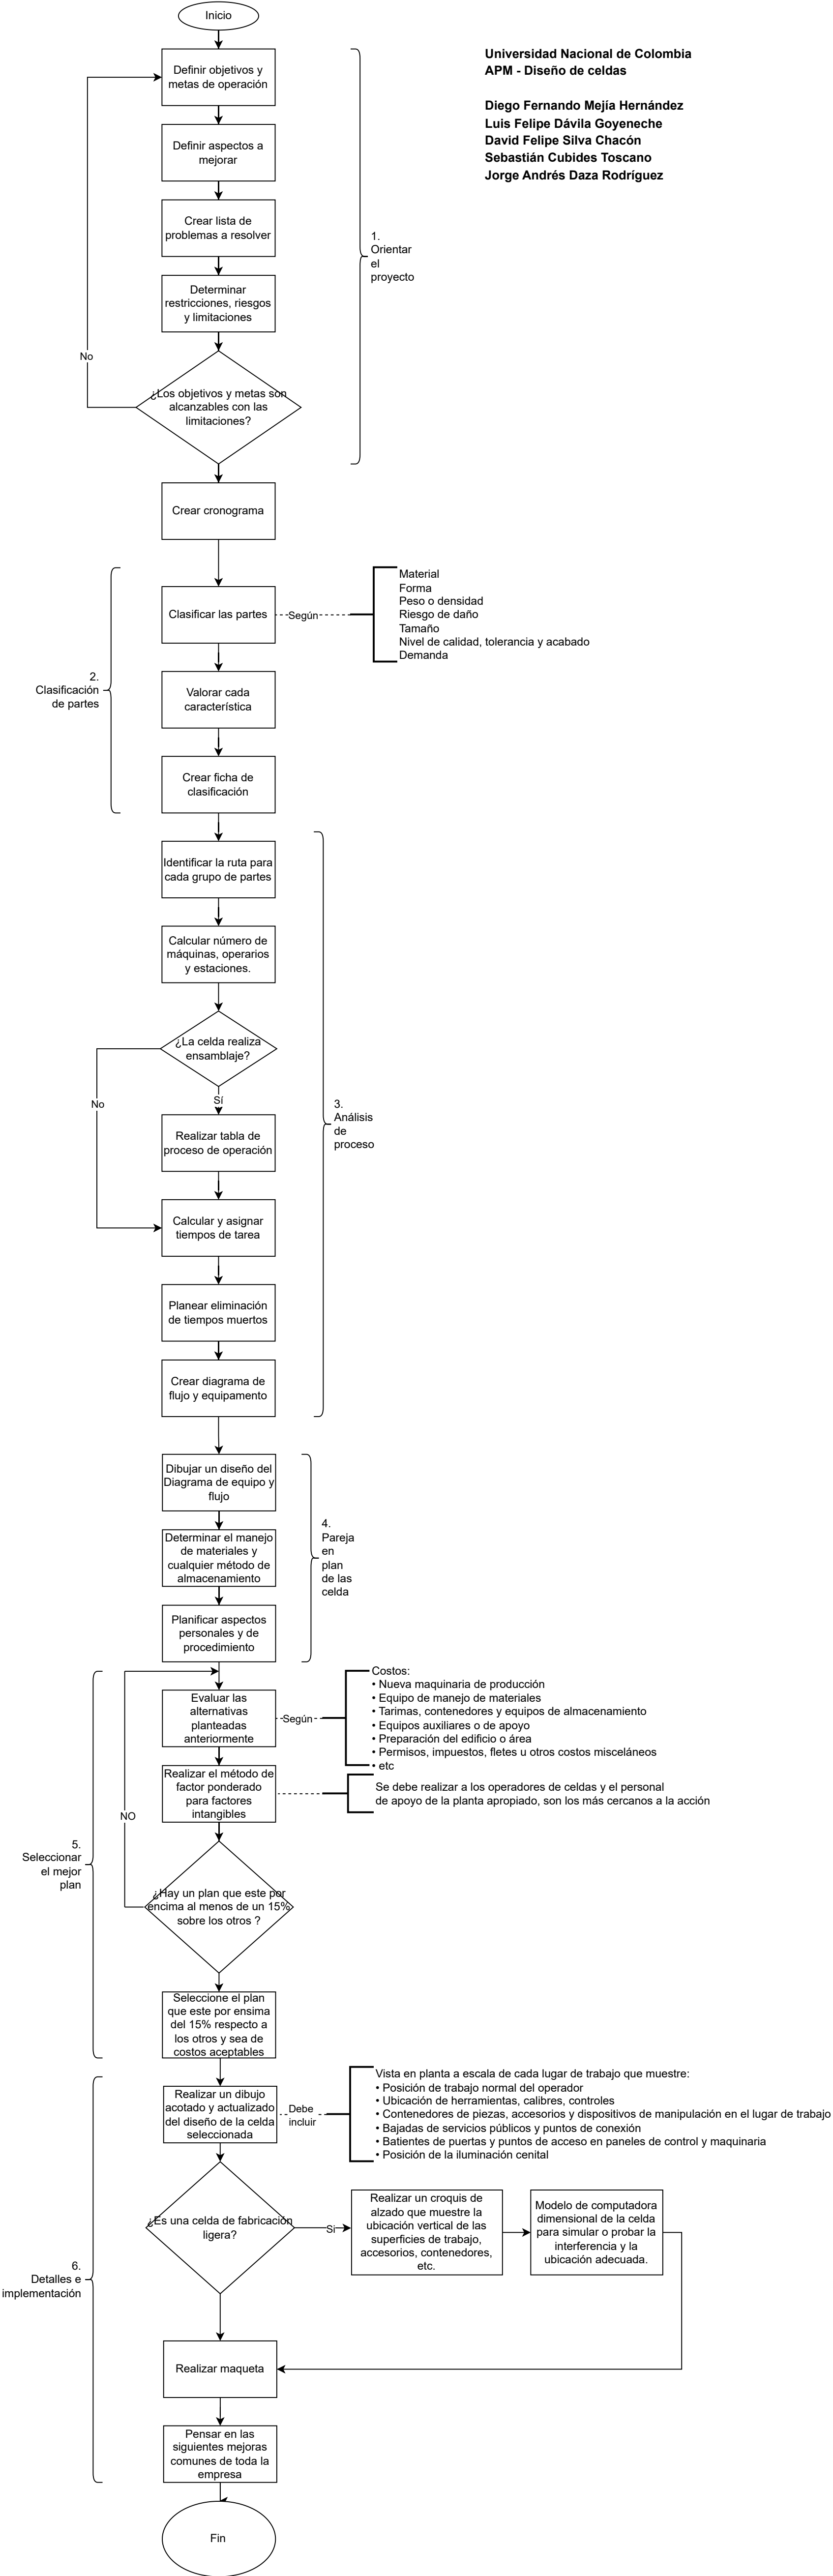 Inicio
Universidad Nacional de Colombia
APM - Diseño de celdas
Diego Fernando Mejía Hernández
Luis Felipe Dávila Goyeneche
David Felipe Silva Chacón
Sebastián Cubides Toscano
Jorge Andrés Daza Rodríguez
Definir objetivos y
metas de operación
Definir aspectos a
mejorar
Crear lista de
problemas a resolver
1.
Orientar
el
proyecto
Determinar
restricciones, riesgos
y limitaciones
No
¿Los objetivos y metas son
alcanzables con las
limitaciones?
Crear cronograma
Clasificar las partes
Según
Material
Forma
Peso o densidad
Riesgo de daño
Tamaño
Nivel de calidad, tolerancia y acabado
Demanda
2.
Clasificación
de partes
Valorar cada
característica
Crear ficha de
clasificación
Identificar la ruta para
cada grupo de partes
Calcular número de
máquinas, operarios
y estaciones.
¿La celda realiza
ensamblaje?
No
Sí
3.
Análisis
de
proceso
Realizar tabla de
proceso de operación
Calcular y asignar
tiempos de tarea
Planear eliminación
de tiempos muertos
Crear diagrama de
flujo y equipamento
Dibujar un diseño del
Diagrama de equipo y
flujo
4.
Pareja
en
plan
de las
celda
Determinar el manejo
de materiales y
cualquier método de
almacenamiento
Planificar aspectos
personales y de
procedimiento
Evaluar las
alternativas
planteadas
anteriormente
Según
Costos:
• Nueva maquinaria de producción
• Equipo de manejo de materiales
• Tarimas, contenedores y equipos de almacenamiento
• Equipos auxiliares o de apoyo
• Preparación del edificio o área
• Permisos, impuestos, fletes u otros costos misceláneos
• etc
Realizar el método de
factor ponderado
para factores
intangibles
Se debe realizar a los operadores de celdas y el personal
de apoyo de la planta apropiado, son los más cercanos a la acción
NO
5.
Seleccionar
el mejor
plan
¿Hay un plan que este por
encima al menos de un 15%
sobre los otros ?
Seleccione el plan
que este por ensima
del 15% respecto a
los otros y sea de
costos aceptables
Realizar un dibujo
acotado y actualizado
del diseño de la celda
seleccionada
Debe
incluir
Vista en planta a escala de cada lugar de trabajo que muestre:
• Posición de trabajo normal del operador
• Ubicación de herramientas, calibres, controles
• Contenedores de piezas, accesorios y dispositivos de manipulación en el lugar de trabajo
• Bajadas de servicios públicos y puntos de conexión
• Batientes de puertas y puntos de acceso en paneles de control y maquinaria
• Posición de la iluminación cenital
¿Es una celda de fabricación
ligera?
Si
Realizar un croquis de
alzado que muestre la
ubicación vertical de las
superficies de trabajo,
accesorios, contenedores,
etc.
Modelo de computadora
dimensional de la celda
para simular o probar la
interferencia y la
ubicación adecuada.
6.
Detalles e
implementación
Realizar maqueta
Pensar en las
siguientes mejoras
comunes de toda la
empresa
Fin